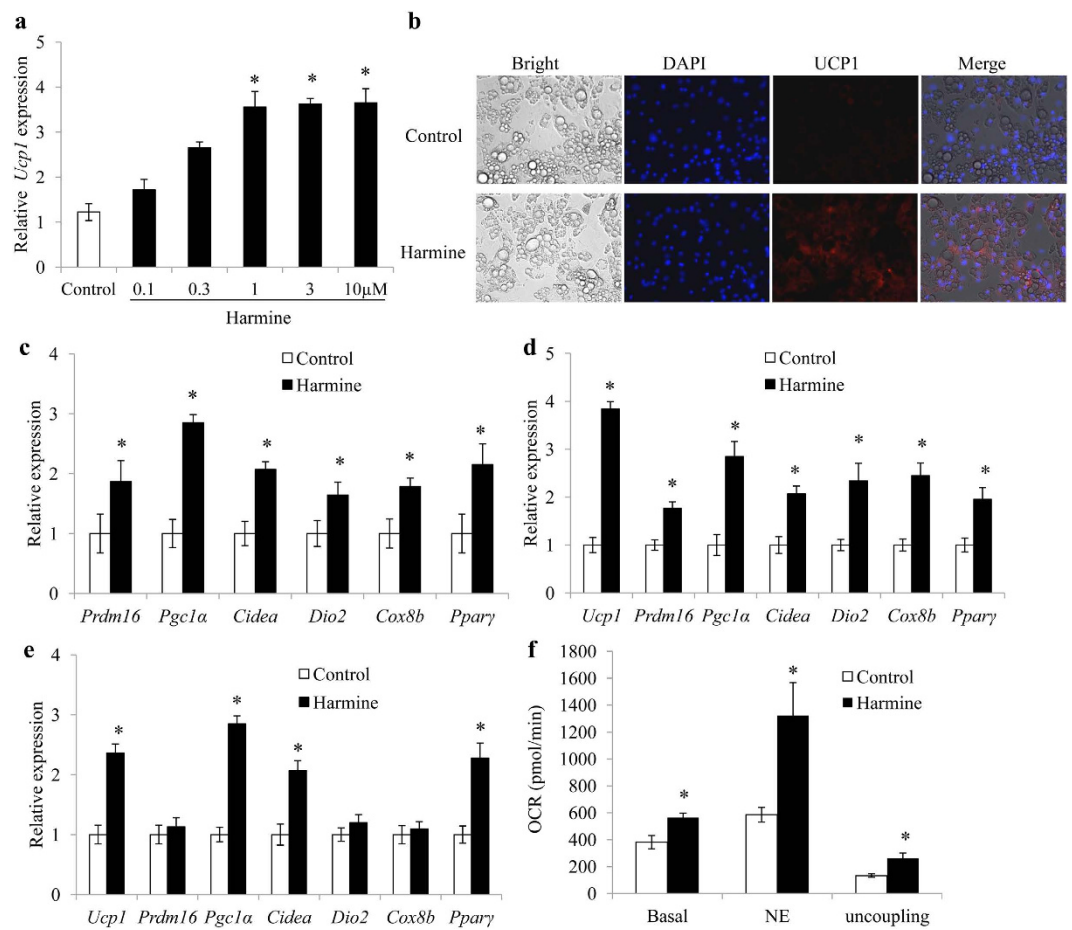 a
Relative Ucp1 expression
5
4
3
2
1
0
* * *
Control 0.1 0.3 1 3 10μM
Harmine
b
Bright DAPI UCP1 Merge
Control
Harmine
c
Relative expression
4
3
2
1
0
Control
Harmine
* * * * * *
Prdm16 Pgc1α Cidea Dio2 Cox8b Pparγ
d
Relative expression
5
4
3
2
1
0
Control
Harmine
* * * * * * *
Ucp1 Prdm16 Pgc1α Cidea Dio2 Cox8b Pparγ
e
Relative expression
4
3
2
1
0
Control
Harmine
* * * *
Ucp1 Prdm16 Pgc1α Cidea Dio2 Cox8b Pparγ
f
OCR (pmol/min)
1800
1600
1400
1200
1000
800
600
400
200
0
Control
Harmine
* * *
Basal NE uncoupling